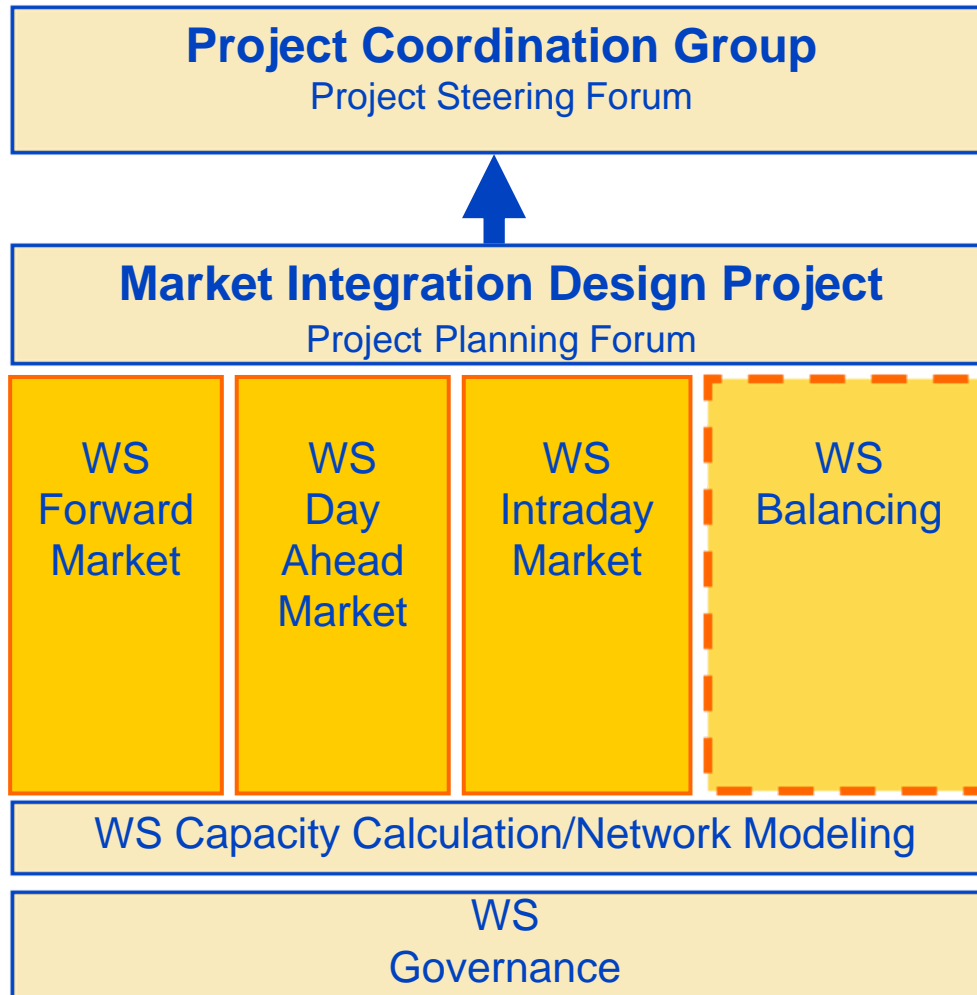 Project Coordination Group
Project Steering Forum
Market Integration Design Project
Project Planning Forum
WS
Forward
Market
WS
Day
Ahead
Market
WS
Intraday
Market
WS
Balancing
WS Capacity Calculation/Network Modeling
WS
Governance